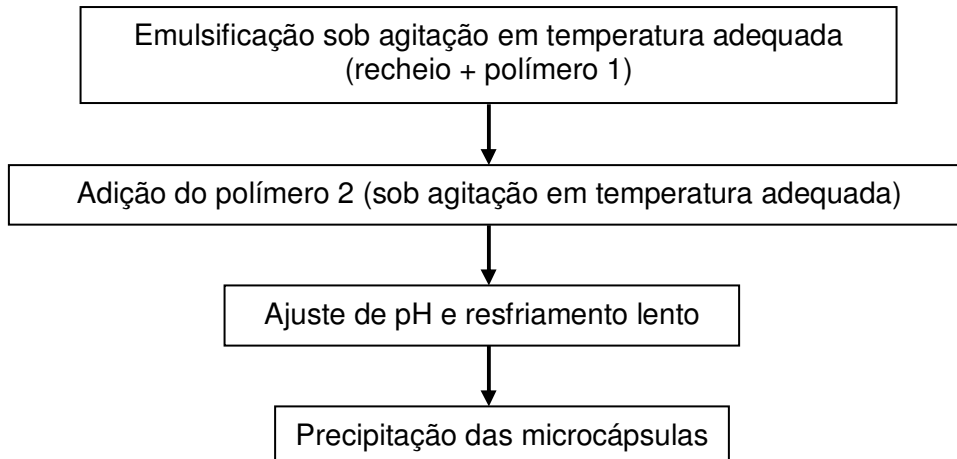 Emulsificação sob agitação em temperatura adequada
(recheio + polímero 1)
Adição do polímero 2 (sob agitação em temperatura adequada)
Ajuste de pH e resfriamento lento
Precipitação das microcápsulas